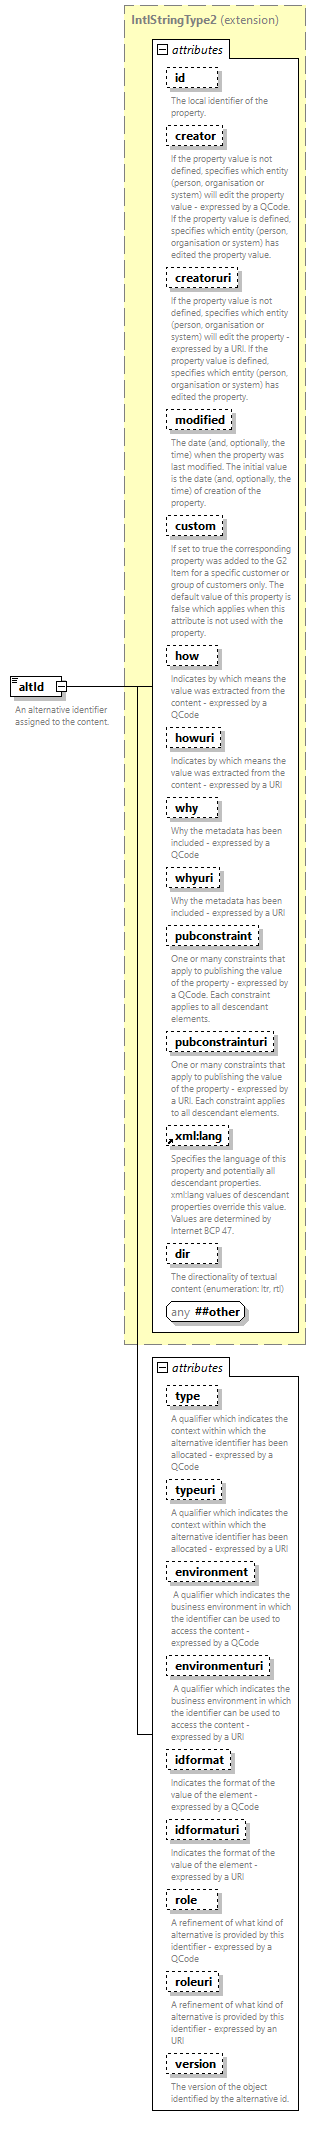 IntlStringType2 (extension)
attributes
id
The local identifier of the
property.
creator
If the property value is not
defined, specifies which entity
(person, organisation or
system) will edit the property
value - expressed by a QCode.
If the property value is defined,
specifies which entity (person,
organisation or system) has
edited the property value.
creatoruri
If the property value is not
defined, specifies which entity
(person, organisation or
system) will edit the property -
expressed by a URI. If the
property value is defined,
specifies which entity (person,
organisation or system) has
edited the property.
modified
The date (and, optionally, the
time) when the property was
last modified. The initial value
is the date (and, optionally, the
time) of creation of the
property.
custom
If set to true the corresponding
property was added to the G2
Item for a specific customer or
group of customers only. The
default value of this property is
false which applies when this
attribute is not used with the
property.
how
Indicates by which means the
value was extracted from the
content - expressed by a
QCode
howuri
Indicates by which means the
value was extracted from the
content - expressed by a URI
why
Why the metadata has been
included - expressed by a
QCode
whyuri
Why the metadata has been
included - expressed by a URI
pubconstraint
One or many constraints that
apply to publishing the value
of the property - expressed by
a QCode. Each constraint
applies to all descendant
elements.
pubconstrainturi
One or many constraints that
apply to publishing the value
of the property - expressed by
a URI. Each constraint applies
to all descendant elements.
xml:lang
Specifies the language of this
property and potentially all
descendant properties.
xml:lang values of descendant
properties override this value.
Values are determined by
Internet BCP 47.
dir
The directionality of textual
content (enumeration: ltr, rtl)
any ##other
altId
An alternative identifier
assigned to the content.
attributes
type
A qualifier which indicates the
context within which the
alternative identifier has been
allocated - expressed by a
QCode
typeuri
A qualifier which indicates the
context within which the
alternative identifier has been
allocated - expressed by a URI
environment
A qualifier which indicates the
business environment in which
the identifier can be used to
access the content -
expressed by a QCode
environmenturi
A qualifier which indicates the
business environment in which
the identifier can be used to
access the content -
expressed by a URI
idformat
Indicates the format of the
value of the element -
expressed by a QCode
idformaturi
Indicates the format of the
value of the element -
expressed by a URI
role
A refinement of what kind of
alternative is provided by this
identifier - expressed by a
QCode
roleuri
A refinement of what kind of
alternative is provided by this
identifier - expressed by an
URI
version
The version of the object
identified by the alternative id.